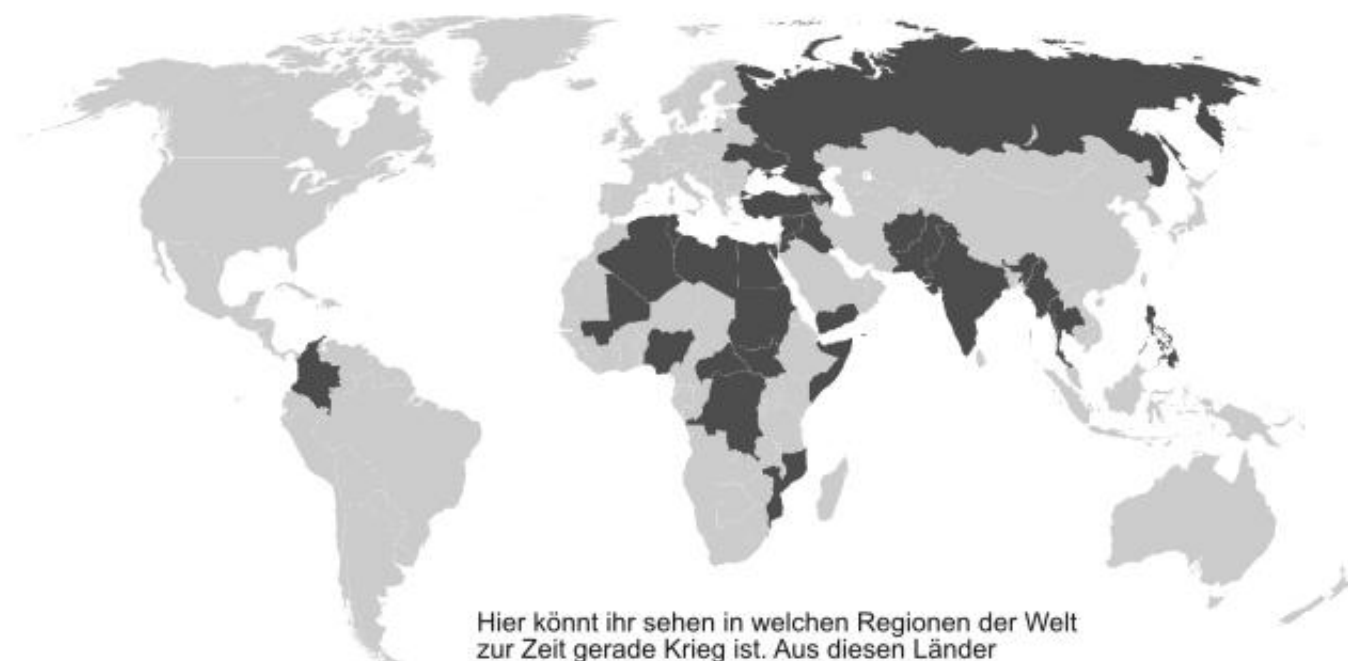 Hier könnt ihr sehen in welchen Regionen der Welt
zur Zeit gerade Krieg ist. Aus diesen Länder